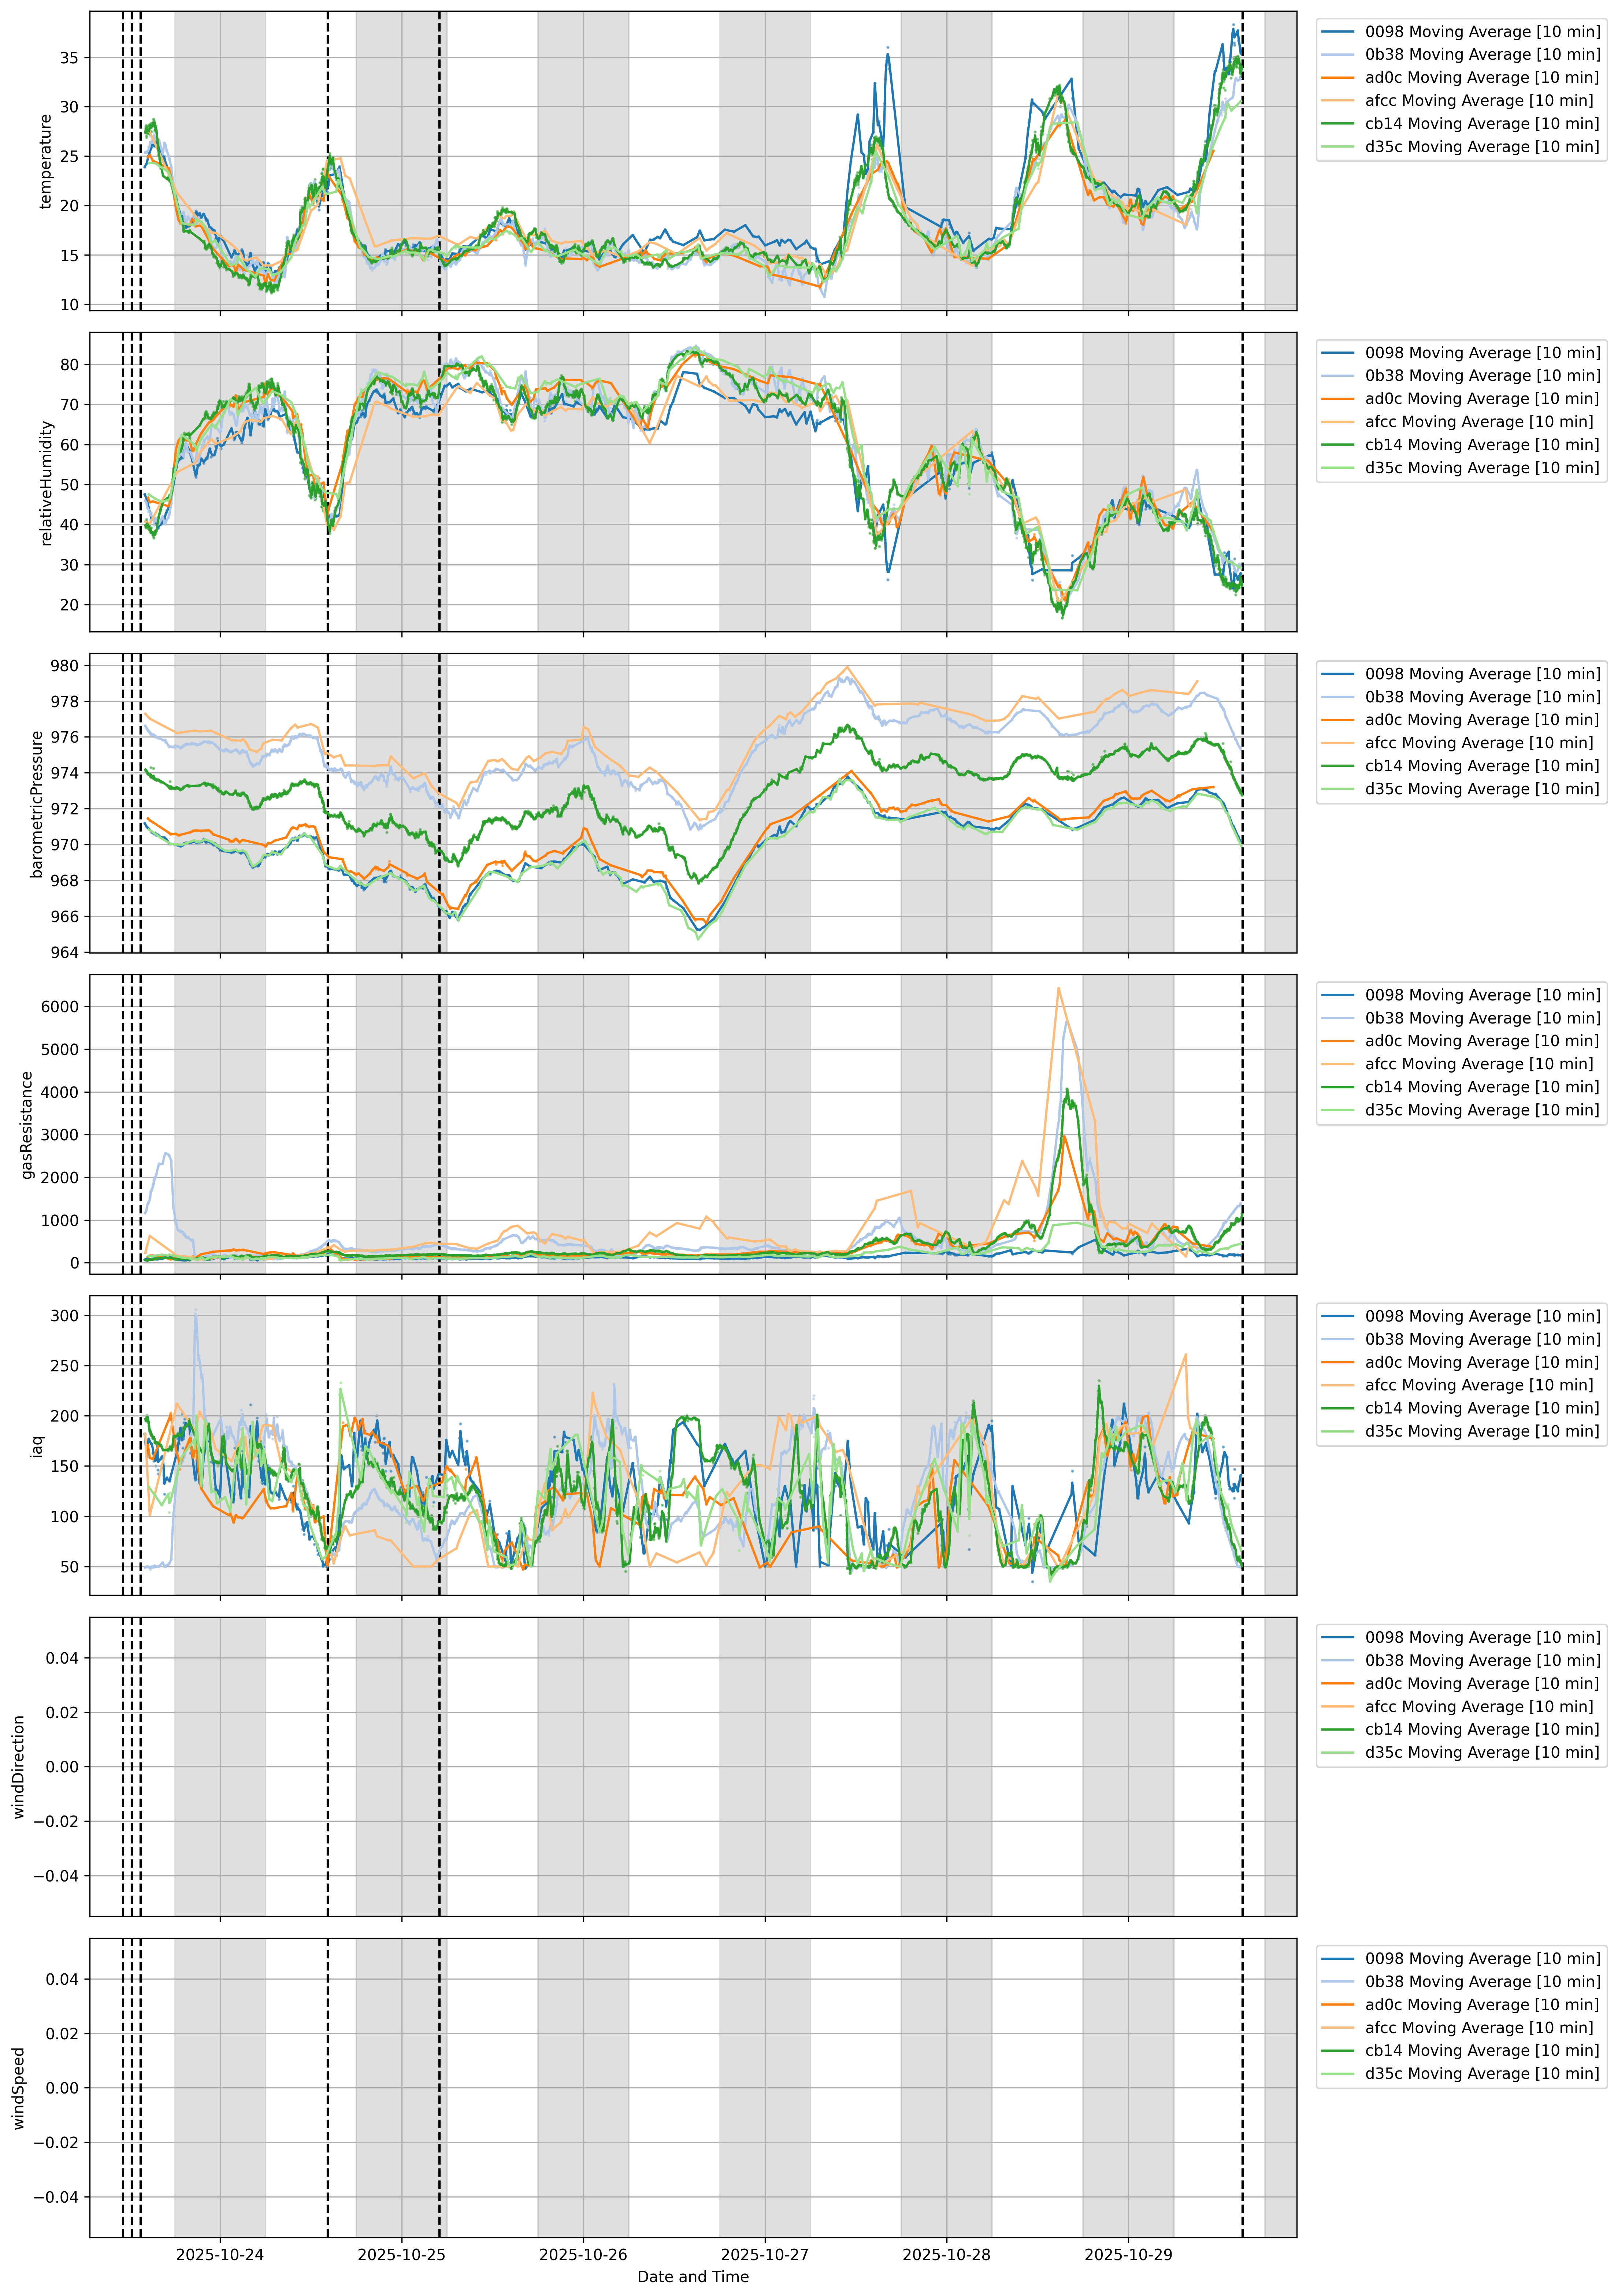 35
30
25
20
15
10
temperature
0098 Moving Average [10 min]
0b38 Moving Average [10 min]
ad0c Moving Average [10 min]
afcc Moving Average [10 min]
cb14 Moving Average [10 min]
d35c Moving Average [10 min]
80
70
60
50
40
30
20
relativeHumidity
0098 Moving Average [10 min]
0b38 Moving Average [10 min]
ad0c Moving Average [10 min]
afcc Moving Average [10 min]
cb14 Moving Average [10 min]
d35c Moving Average [10 min]
980
978
976
974
972
970
968
966
964
barometricPressure
0098 Moving Average [10 min]
0b38 Moving Average [10 min]
ad0c Moving Average [10 min]
afcc Moving Average [10 min]
cb14 Moving Average [10 min]
d35c Moving Average [10 min]
6000
5000
4000
3000
2000
1000
0
gasResistance
0098 Moving Average [10 min]
0b38 Moving Average [10 min]
ad0c Moving Average [10 min]
afcc Moving Average [10 min]
cb14 Moving Average [10 min]
d35c Moving Average [10 min]
300
250
200
150
100
50
iaq
0098 Moving Average [10 min]
0b38 Moving Average [10 min]
ad0c Moving Average [10 min]
afcc Moving Average [10 min]
cb14 Moving Average [10 min]
d35c Moving Average [10 min]
0.04
0.02
0.00
−0.02
−0.04
windDirection
0098 Moving Average [10 min]
0b38 Moving Average [10 min]
ad0c Moving Average [10 min]
afcc Moving Average [10 min]
cb14 Moving Average [10 min]
d35c Moving Average [10 min]
0.04
0.02
0.00
−0.02
−0.04
windSpeed
0098 Moving Average [10 min]
0b38 Moving Average [10 min]
ad0c Moving Average [10 min]
afcc Moving Average [10 min]
cb14 Moving Average [10 min]
d35c Moving Average [10 min]
2025-10-24 2025-10-25 2025-10-26 2025-10-27 2025-10-28 2025-10-29
Date and Time